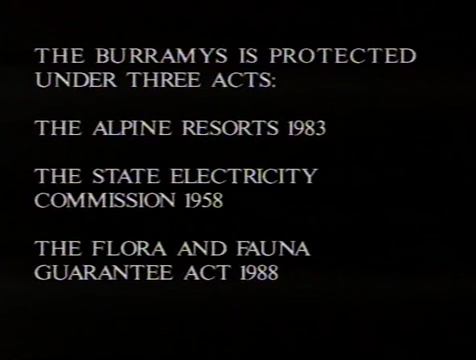 THE BURRAMYS IS PROTECTED
UNDER THREE ACTS:
THE ALPINE RESORTS 1983
THE STATE ELECTRICITY
COMMISSION 1958
THE FLORA AND FAUNA
GUARANTEE ACT 1988